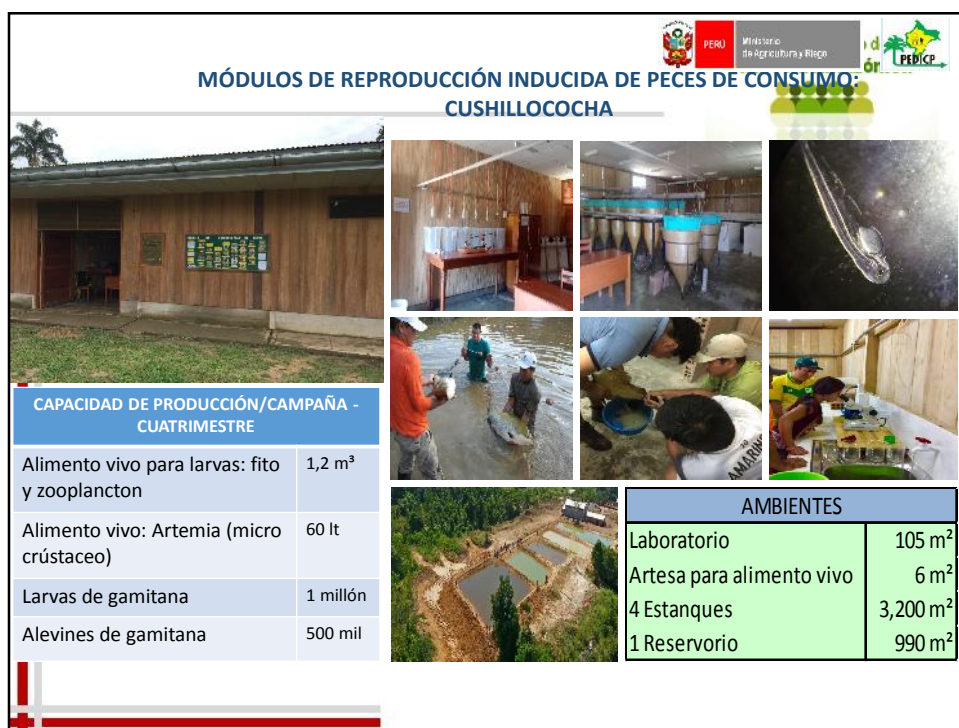 PERÚ
Ministerio
de Agricultura y Riego
PEDICP
MÓDULOS DE REPRODUCCIÓN INDUCIDA DE PECES DE CONSUMO:
CUSHILLOCOCHA
CAPACIDAD DE PRODUCCIÓN/CAMPAÑA -
CUATRIMESTRE
Alimento vivo para larvas: fito
y zooplancton
1,2 m³
Alimento vivo: Artemia (micro
crústaceo)
60 lt
Larvas de gamitana
1 millón
Alevines de gamitana
500 mil
AMARINO
AMBIENTES
Laboratorio 105 m²
Artesa para alimento vivo 6 m²
4 Estanques 3,200 m²
1 Reservorio 990 m²